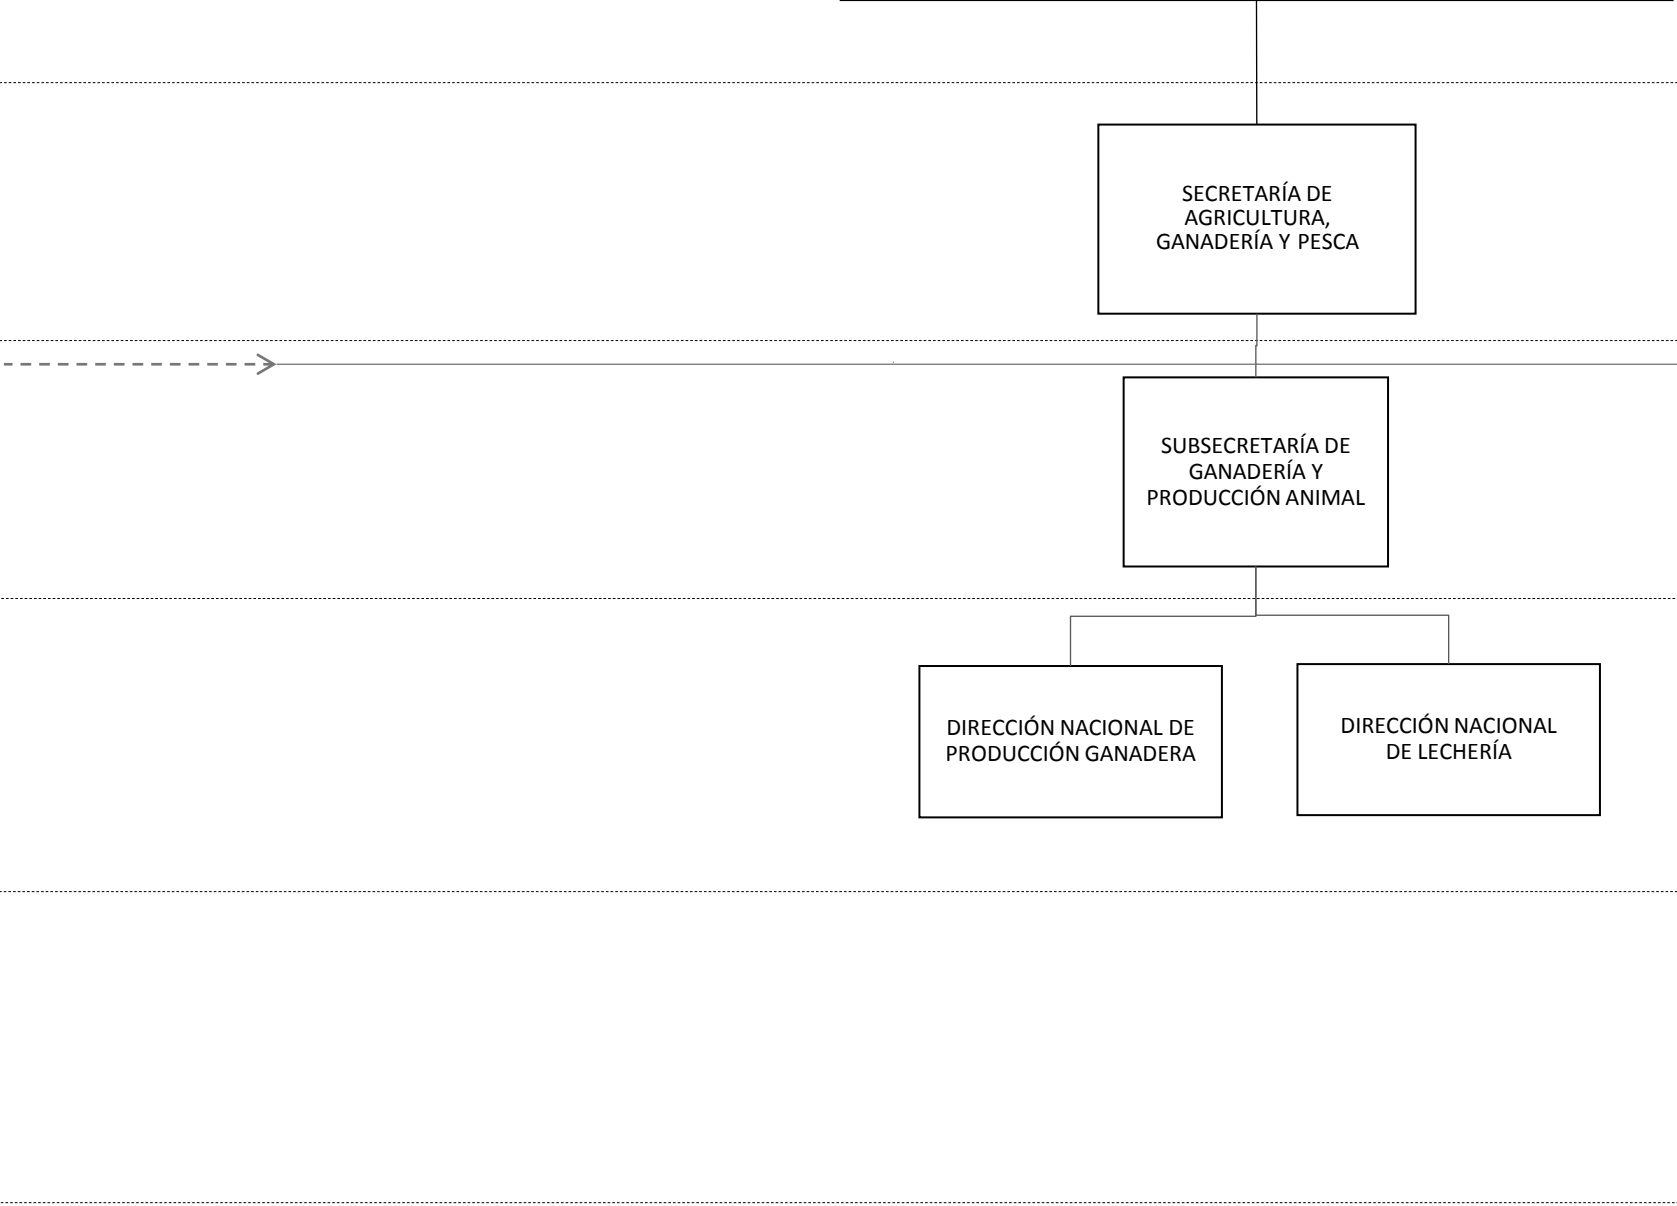 SECRETARÍA DE
AGRICULTURA,
GANADERÍA Y PESCA
SUBSECRETARÍA DE
GANADERÍA Y
PRODUCCIÓN ANIMAL
DIRECCIÓN NACIONAL DE
PRODUCCIÓN GANADERA
DIRECCIÓN NACIONAL
DE LECHERÍA